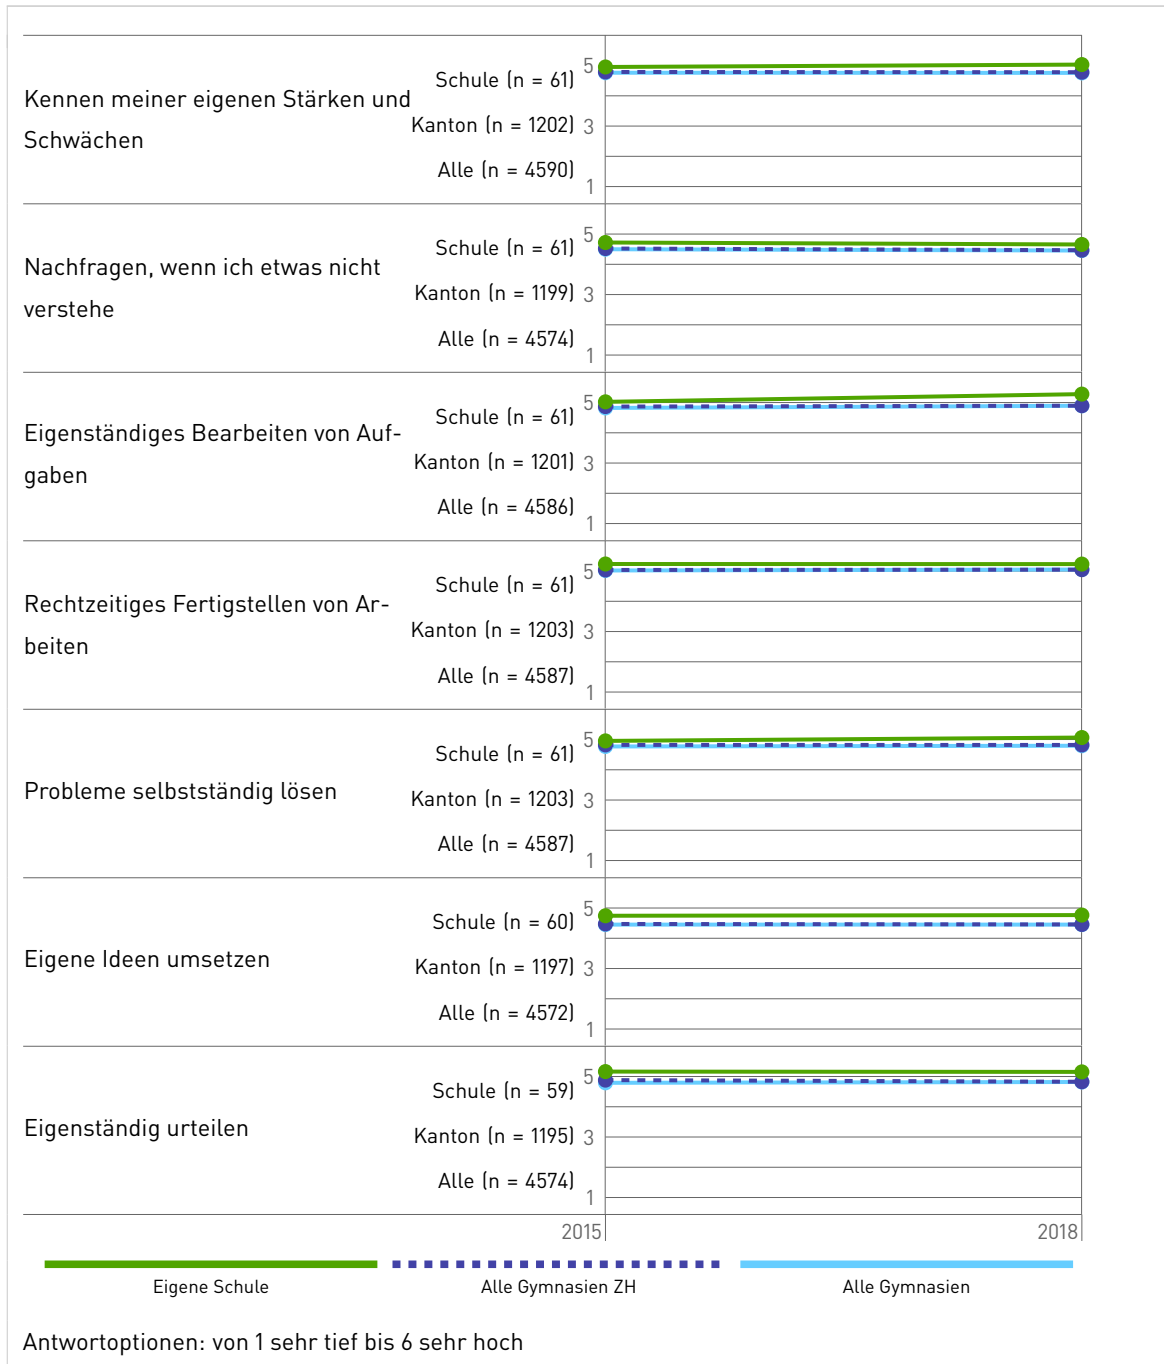 5
Schule (n = 61)
Kennen meiner eigenen Stärken und
Kanton (n = 1202) 3
Schwächen
Alle (n = 4590)
1
5
Schule (n = 61)
Nachfragen, wenn ich etwas nicht
Kanton (n = 1199) 3
verstehe
Alle (n = 4574)
1
5
Schule (n = 61)
Eigenständiges Bearbeiten von Auf-
Kanton (n = 1201) 3
gaben
Alle (n = 4586)
1
5
Schule (n = 61)
Rechtzeitiges Fertigstellen von Ar-
Kanton (n = 1203) 3
beiten
Alle (n = 4587)
1
5
Schule (n = 61)
Probleme selbstständig lösen
Kanton (n = 1203) 3
Alle (n = 4587)
1
5
Schule (n = 60)
Eigene Ideen umsetzen
Kanton (n = 1197) 3
Alle (n = 4572)
1
5
Schule (n = 59)
Eigenständig urteilen
Kanton (n = 1195) 3
Alle (n = 4574)
1
2015 2018
Eigene Schule Alle Gymnasien ZH Alle Gymnasien
Antwortoptionen: von 1 sehr tief bis 6 sehr hoch